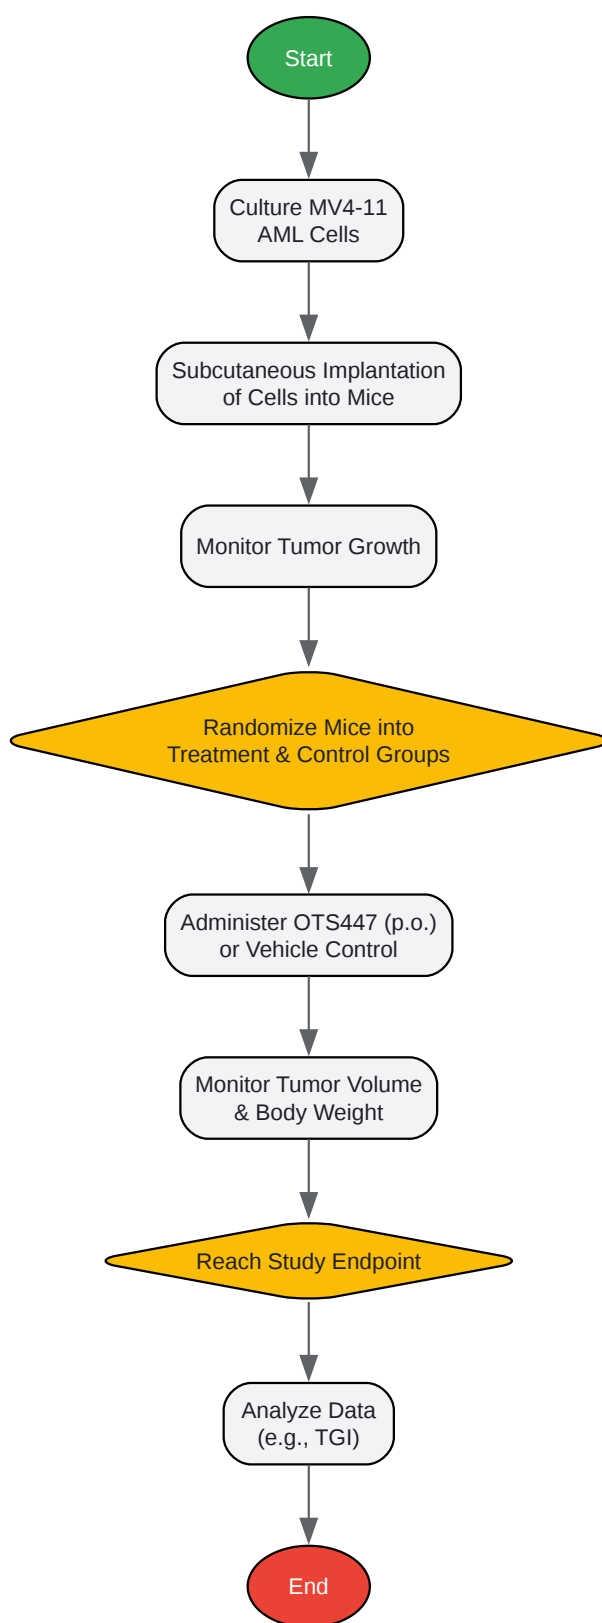 Start
Culture MV4-11
AML Cells
Subcutaneous Implantation
of Cells into Mice
Monitor Tumor Growth
Randomize Mice into
Treatment & Control Groups
Administer OTS447 (p.o.)
or Vehicle Control
Monitor Tumor Volume
& Body Weight
Reach Study Endpoint
Analyze Data
(e.g., TGI)
End